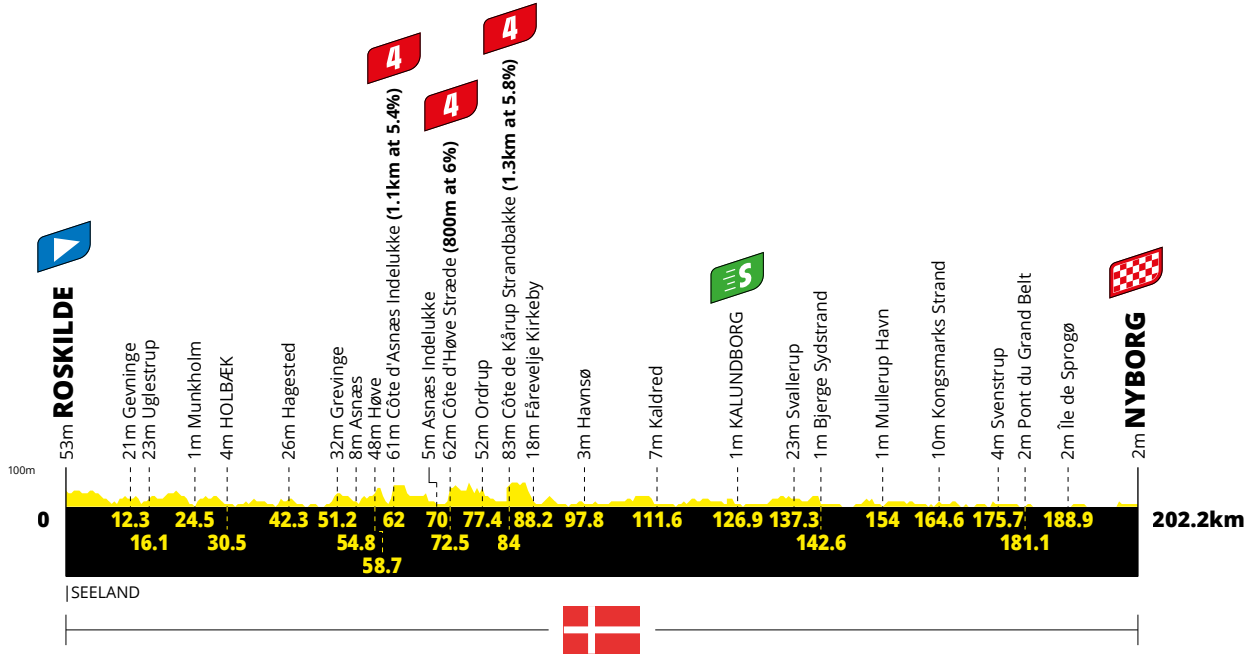 4
4
4
S
53m ROSKILDE
21m Gevninge
23m Uglestrup
1m Munkholm
4m HOLBÆK
26m Hagested
32m Grevinge
8m Asnæs
48m Høve
61m Côte d'Asnæs Indelukke (1.1km at 5.4%)
5m Asnæs Indelukke
62m Côte d'Høve Stræde (800m at 6%)
52m Ordrup
83m Côte de Kårup Strandbakke (1.3km at 5.8%)
18m Fårevelje Kirkeby
3m Havnsø
7m Kaldred
1m KALUNDBORG
23m Svallerup
1m Bjerge Sydstrand
1m Mullerup Havn
10m Kongsmarks Strand
4m Svenstrup
2m Pont du Grand Belt
2m Île de Sprogø
2m NYBORG
100m
0 12.3 24.5 42.3 51.2 62 70 77.4 88.2 97.8 111.6 126.9 137.3 154 164.6 175.7 188.9 202.2km
16.1 30.5 54.8 72.5 84 142.6 181.1
58.7
SEELAND